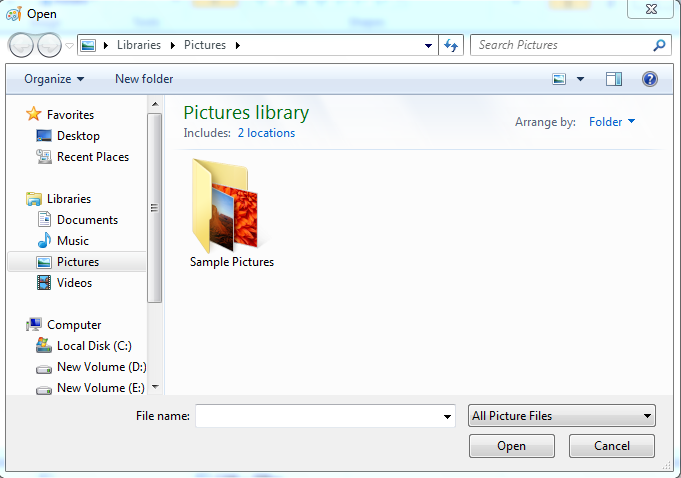 Open
Libraries Pictures
Search Pictures
Organize New folder
Favorites
Desktop
Recent Places
Libraries
Documents
Music
Pictures
Videos
Computer
Local Disk (C:)
New Volume (D:)
New Volume (E:)
Pictures library
Includes: 2 locations
Arrange by: Folder
Sample Pictures
File name:
All Picture Files
Open Cancel